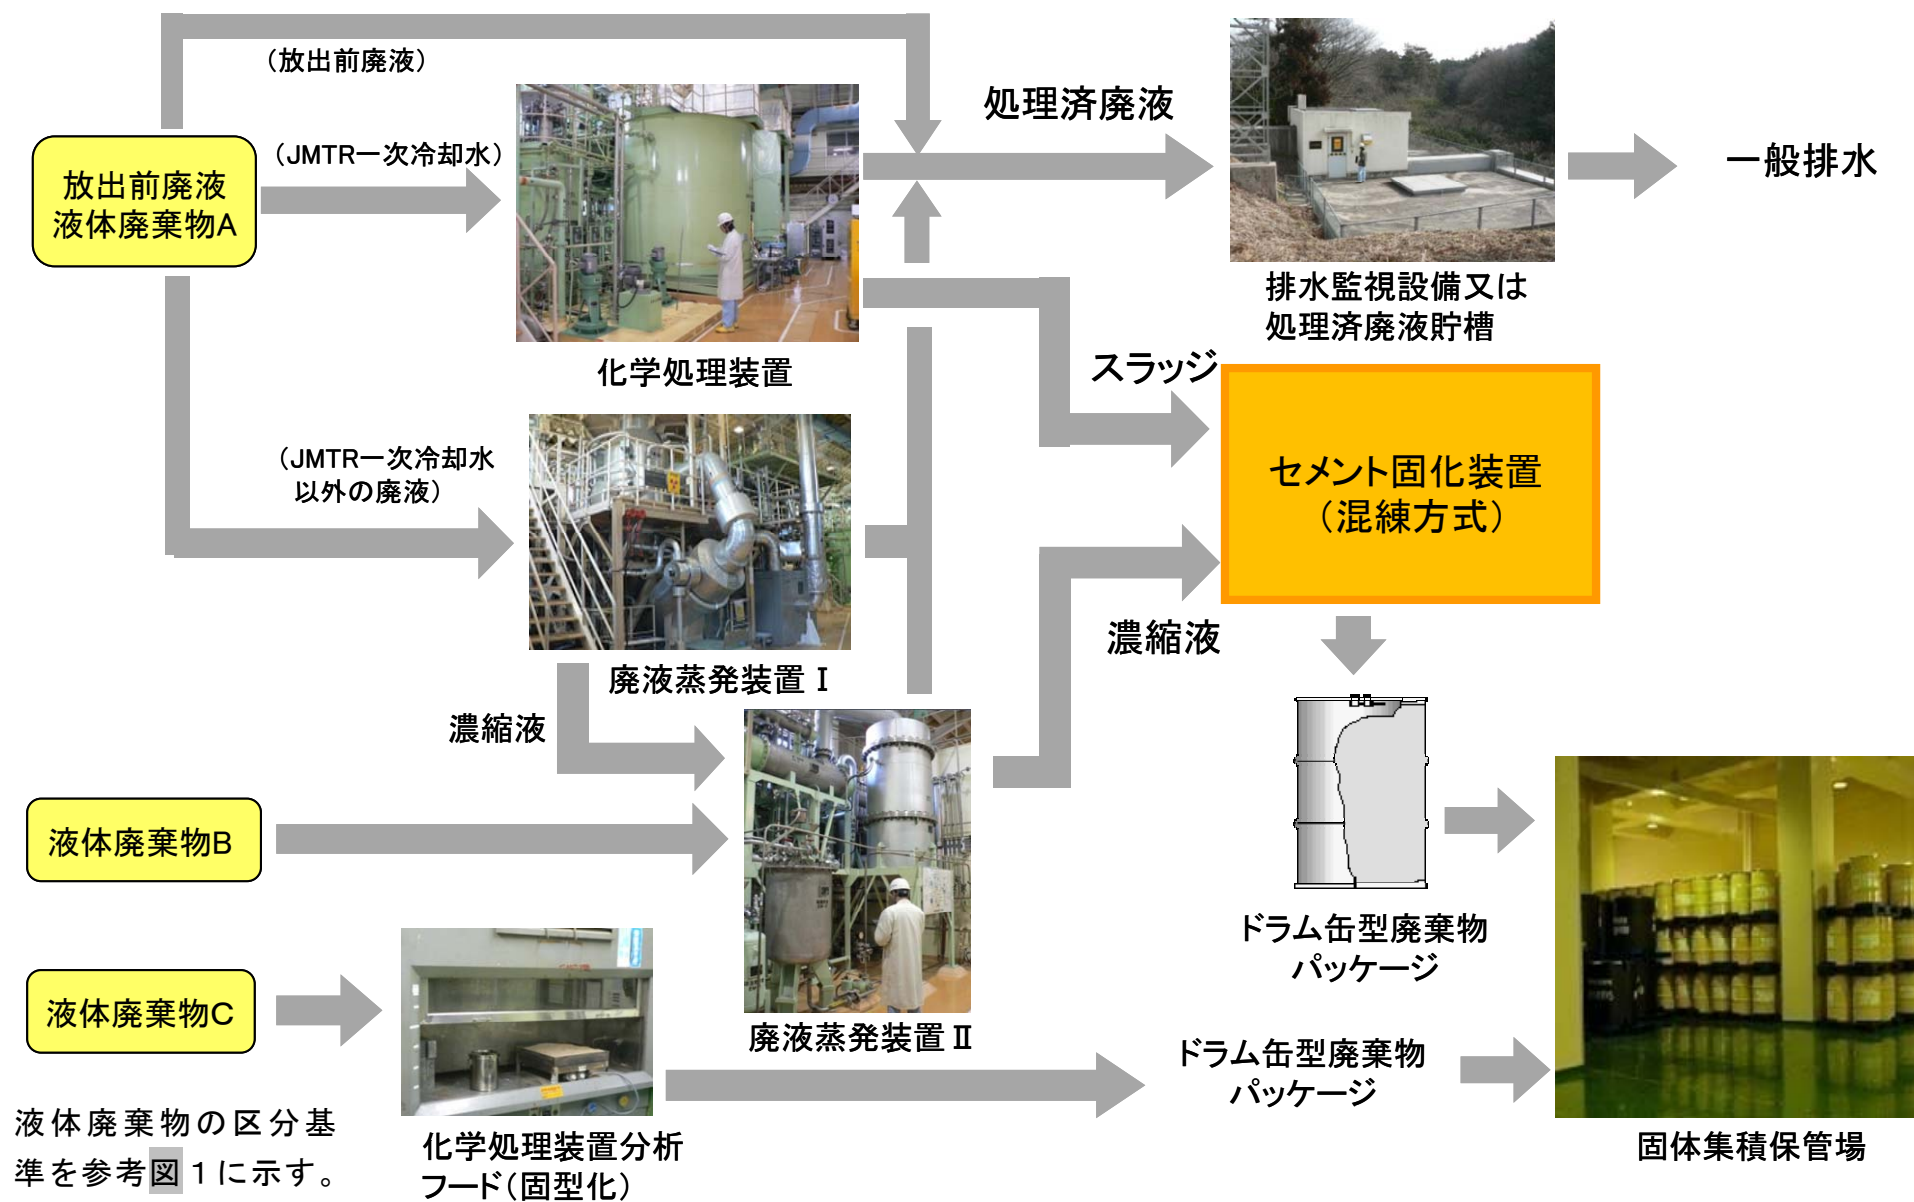 （放出前廃液）
処理済廃液
放出前廃液
液体廃棄物A
（JMTR一次冷却水）
一般排水
排水監視設備又は
処理済廃液貯槽
化学処理装置
スラッジ
（JMTR一次冷却水
以外の廃液）
セメント固化装置
（混練方式）
廃液蒸発装置Ⅰ
濃縮液
濃縮液
液体廃棄物B
ドラム缶型廃棄物
パッケージ
液体廃棄物C
廃液蒸発装置Ⅱ
ドラム缶型廃棄物
パッケージ
化学処理装置分析
フード（固型化）
固体集積保管場
液体廃棄物の区分基
準を参考図１に示す。